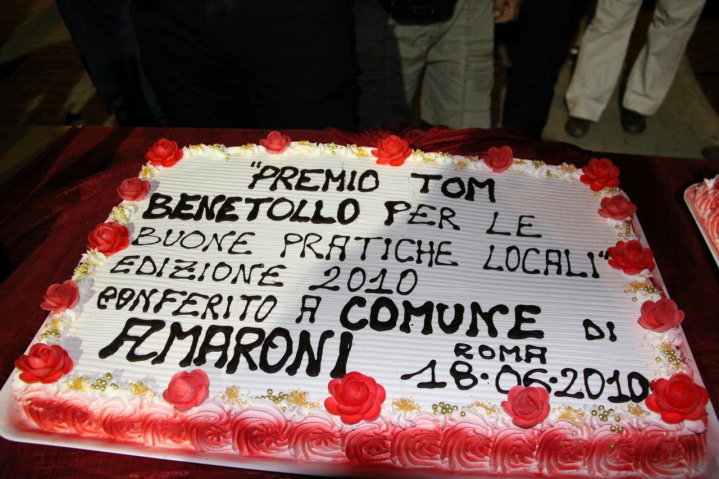 "PREMIO TOM
BENETOLLO PER LE
BUONE PRATICHE LOCALI"
EDIZIONE 2010
CONFERITO A COMUNE DI
AMARONI
ROMA
18.06.2010